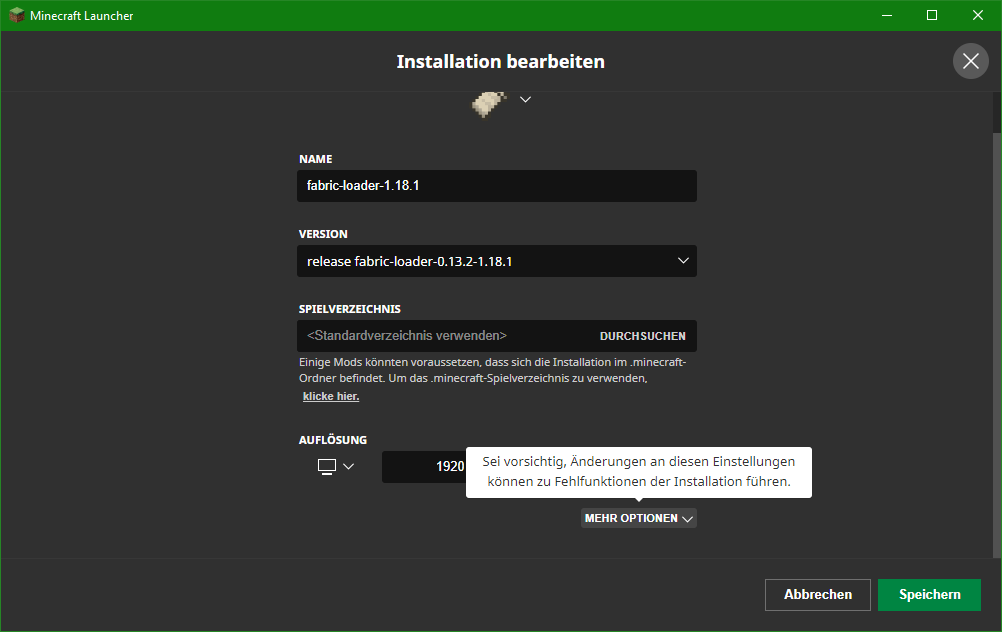 Minecraft Launcher
Installation bearbeiten
NAME
fabric-loader-1.18.1
VERSION
release fabric-loader-0.13.2-1.18.1
SPIELVERZEICHNIS
<Standardverzeichnis verwenden> DURCHSUCHEN
Einige Mods könnten voraussetzen, dass sich die Installation im .minecraft-
Ordner befindet. Um das .minecraft-Spielverzeichnis zu verwenden,
klicke hier.
AUFLÖSUNG
1920
Sei vorsichtig, Änderungen an diesen Einstellungen
können zu Fehlfunktionen der Installation führen.
MEHR OPTIONEN
Abbrechen Speichern